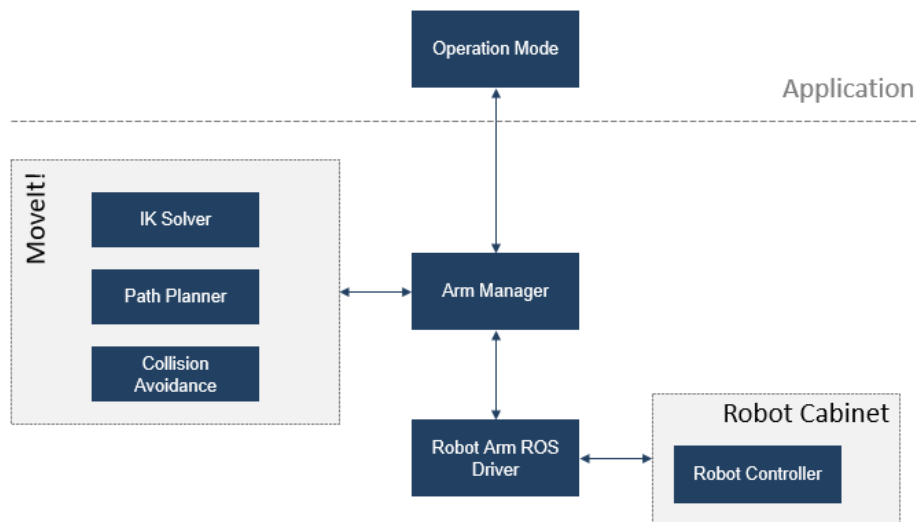 Operation Mode
Application
MoveIt!
IK Solver
Path Planner
Collision
Avoidance
Arm Manager
Robot Arm ROS
Driver
Robot Cabinet
Robot Controller